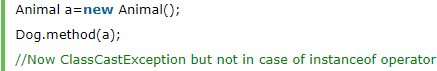 Animal a=new Animal();
Dog.method(a);
//Now ClassCastException but not in case of instanceof operator